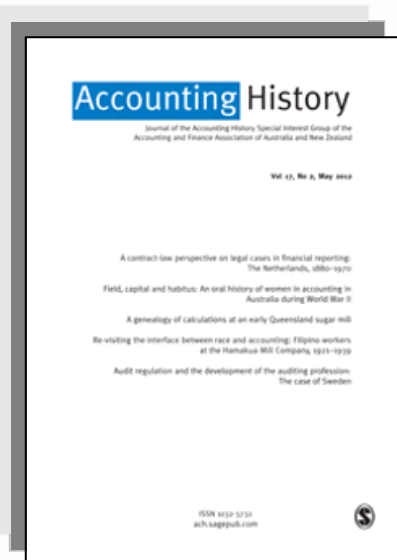 Accounting History
Journal of the Accounting History Special Interest Group of the
Accounting and Finance Association of Australia and New Zealand
Vol 17, No 2, May 2012
A contract-law perspective on legal cases in financial reporting:
The Netherlands, 1880–1970
Field, capital and habitus: An oral history of women in accounting in
Australia during World War II
A genealogy of calculations at an early Queensland sugar mill
Re-visiting the interface between race and accounting: Filipino workers
at the Hamakua Mill Company, 1921–1939
Audit regulation and the development of the auditing profession:
The case of Sweden
ISSN 1032-3732
ach.sagepub.com
S